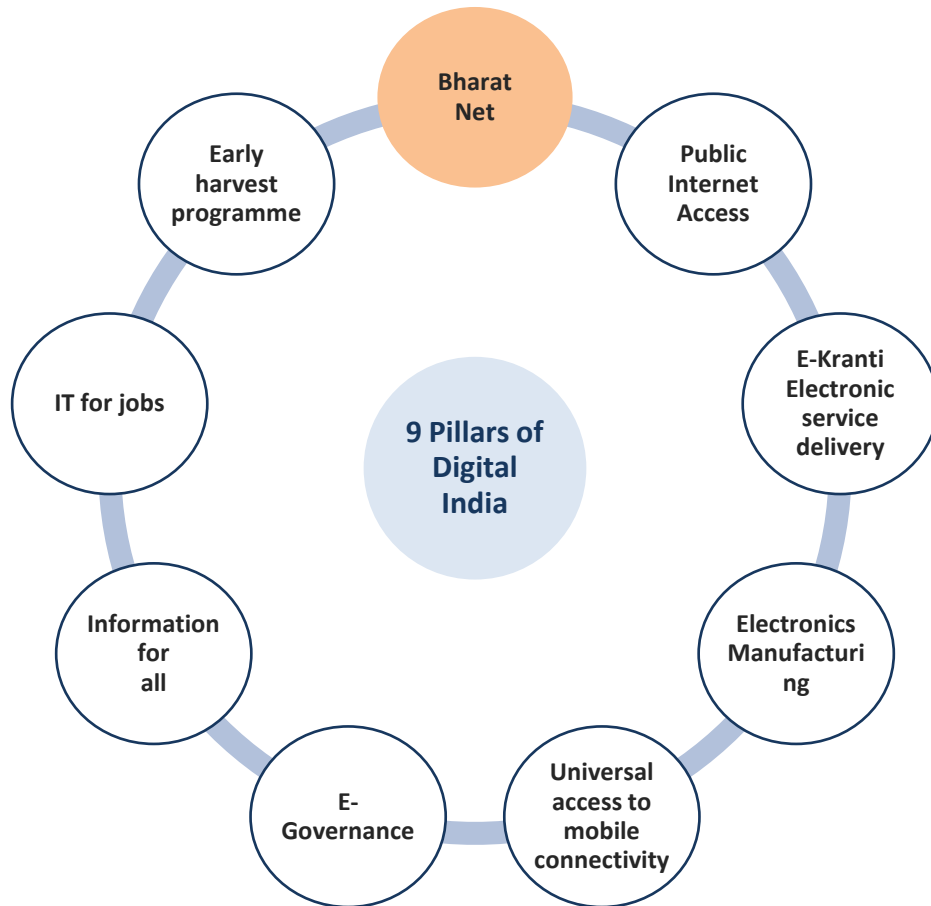 Bharat
Net
Public
Internet
Access
E-Kranti
Electronic
service
delivery
Electronics
Manufacturi
ng
Universal
access to
mobile
connectivity
E-
Governance
Information
for
all
IT for jobs
Early
harvest
programme
9 Pillars of
Digital
India